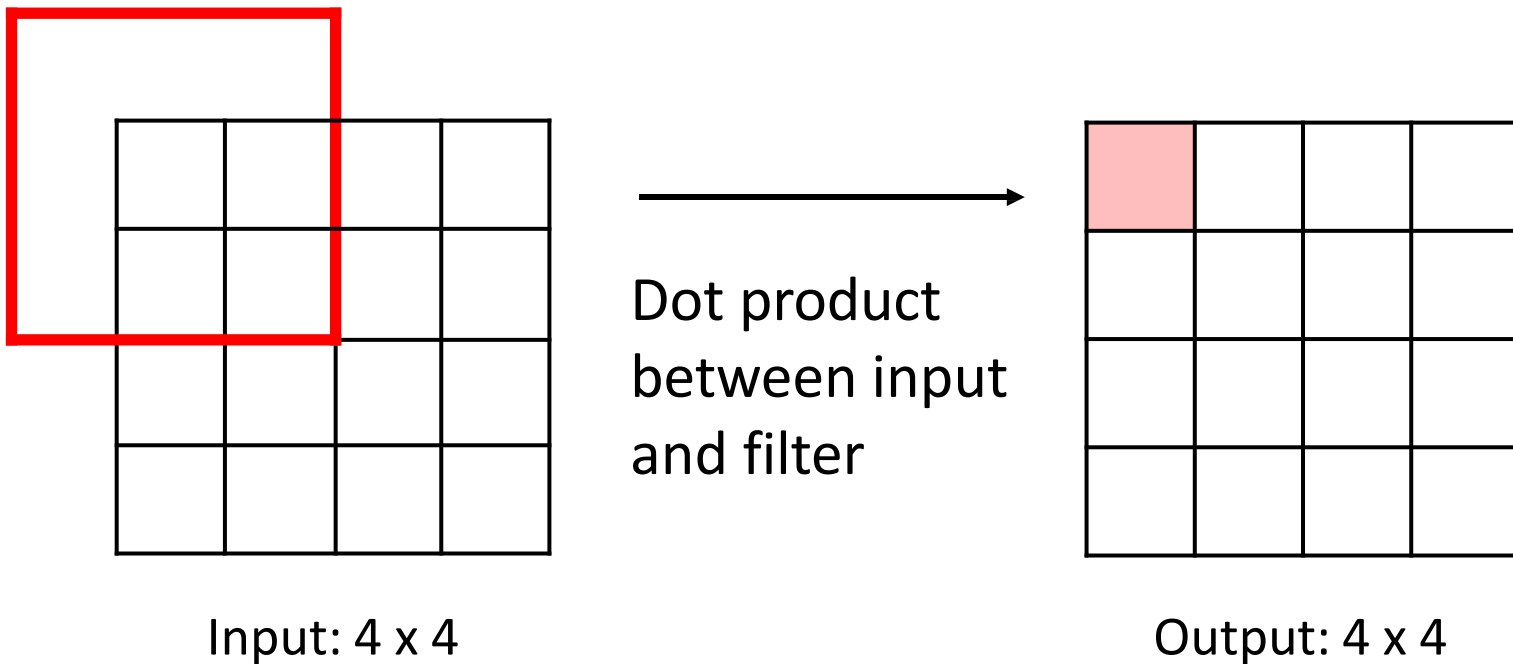 Dot product
between input
and filter
Input: 4 x 4
Output: 4 x 4